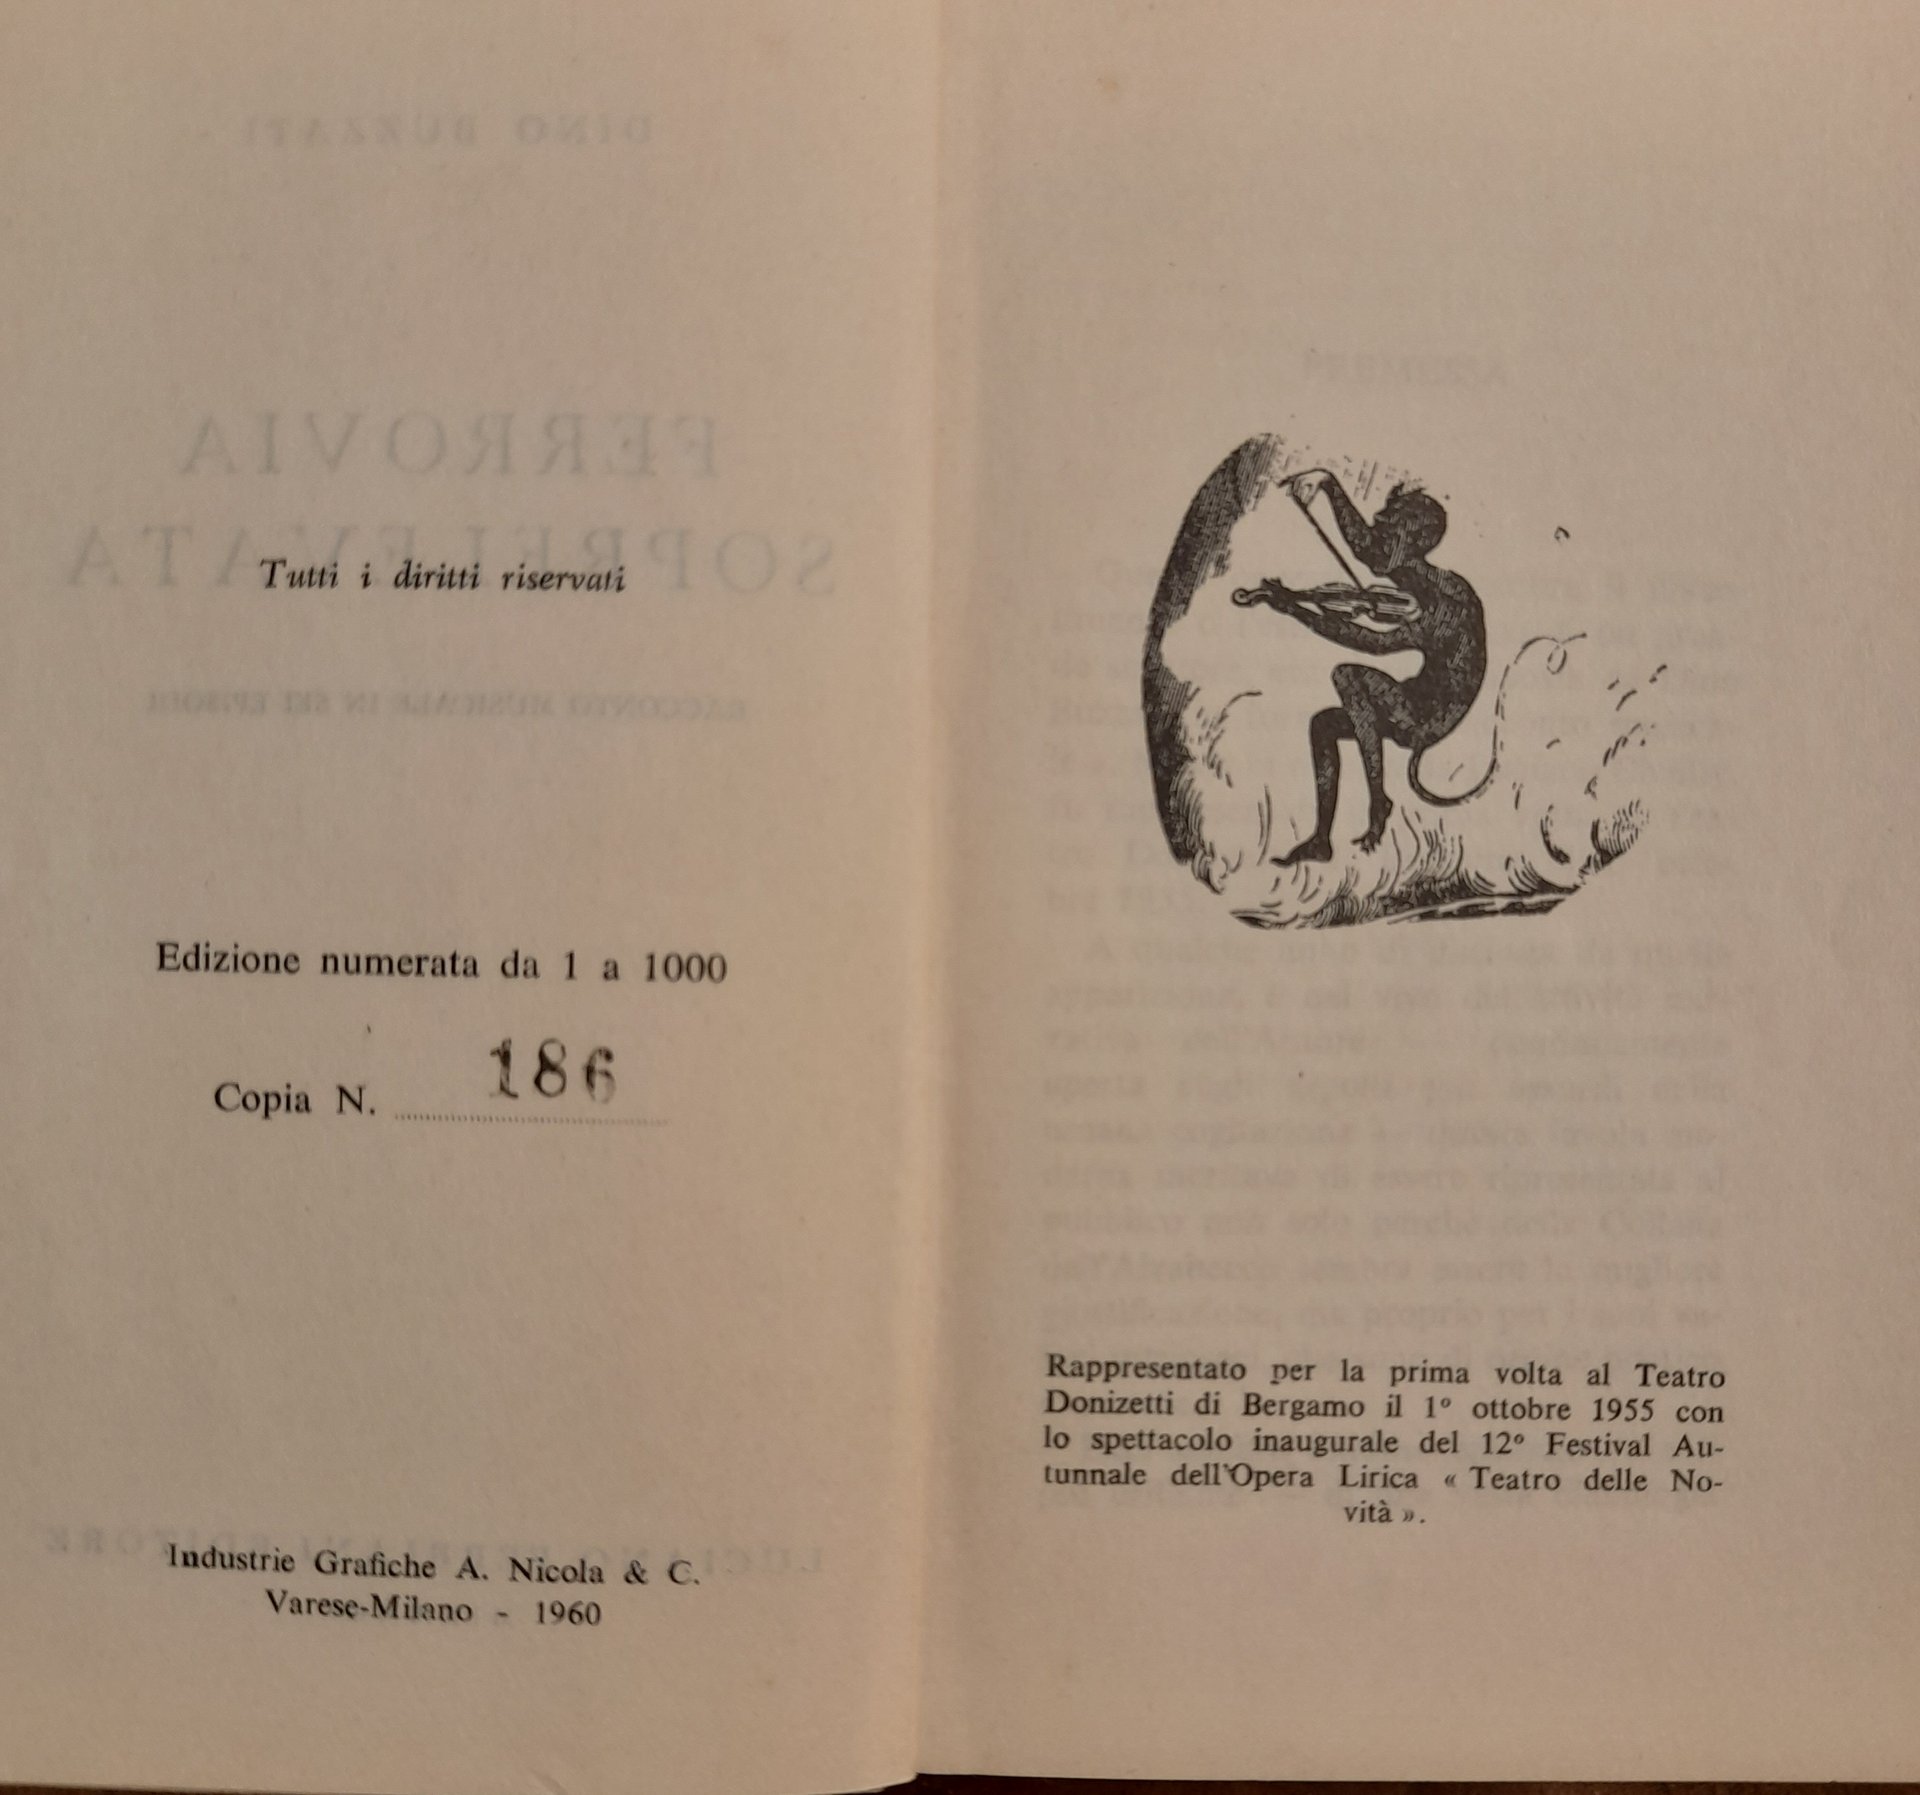 Tutti i diritti riservati
Edizione numerata da 1 a 1000
Copia N. 186
Industrie Grafiche A. Nicola & C.
Varese-Milano - 1960
Rappresentato per la prima volta al Teatro
Donizetti di Bergamo il 1º ottobre 1955 con
lo spettacolo inaugurale del 12º Festival Au-
tunnale dell'Opera Lirica « Teatro delle No-
vità ».